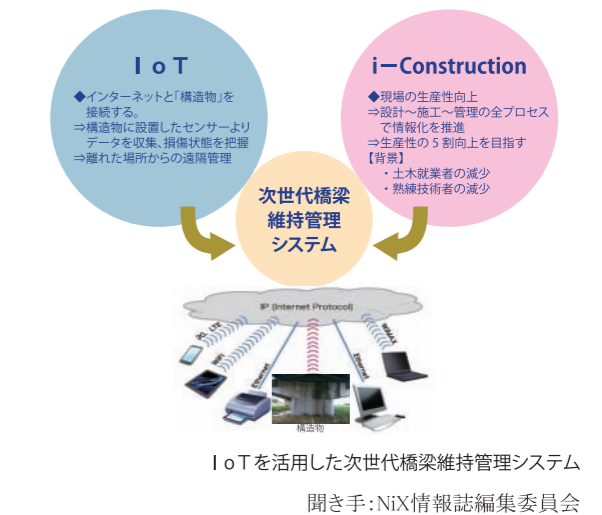 IoT
◆インターネットと「構造物」を
接続する。
⇒構造物に設置したセンサーより
データを収集、損傷状態を把握
⇒離れた場所からの遠隔管理
i－Construction
◆現場の生産性向上
⇒設計～施工～管理の全プロセス
で情報化を推進
⇒生産性の５割向上を目指す
【背景】
・土木就業者の減少
・熟練技術者の減少
次世代橋梁
維持管理
システム
IP (Internet Protocol)
3G, LTE
WiFi
Ethernet
Ethernet
WiMAX
構造物
IoTを活用した次世代橋梁維持管理システム
聞き手：NiX情報誌編集委員会